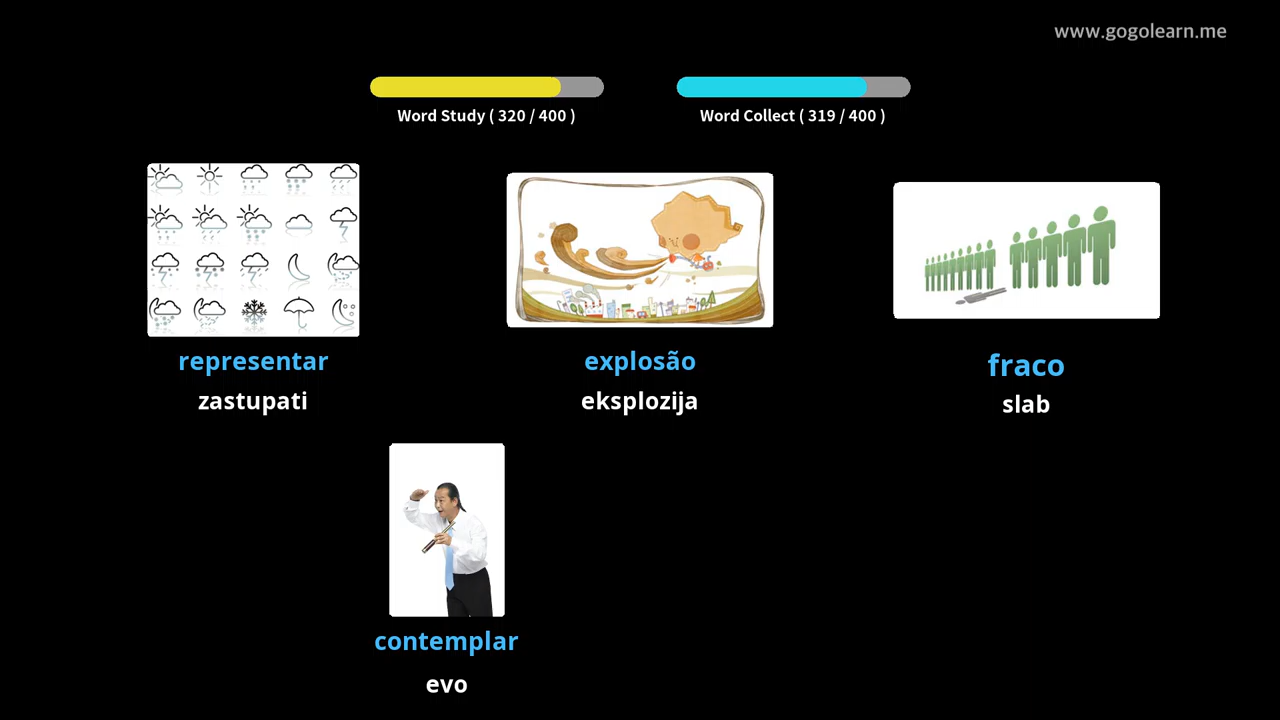 www.gogolearn.me
Word Study ( 320 / 400 )
Word Collect ( 319 / 400 )
representar
zastupati
explosão
eksplozija
fraco
slab
contemplar
evo